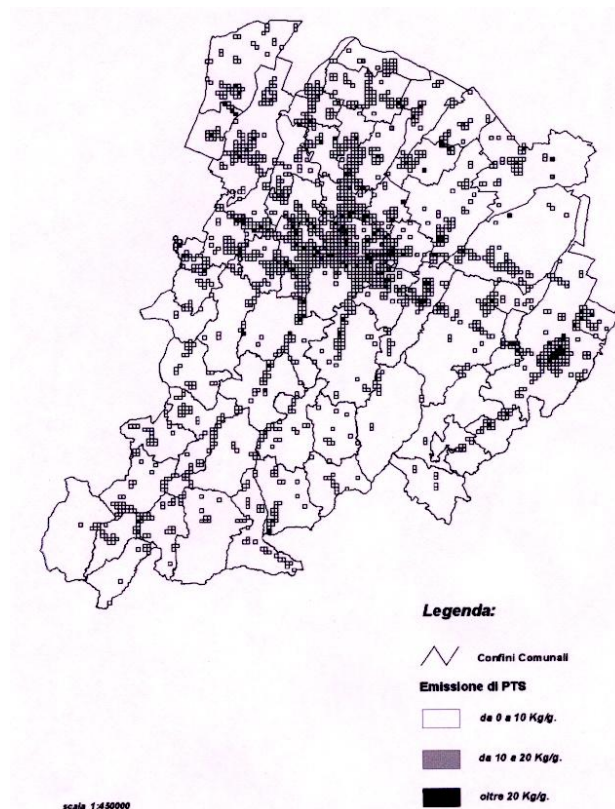 Legenda:
Confini Comunali
Emissione di PTS
da 0 a 10 Kg/g.
da 10 a 20 Kg/g.
oltre 20 Kg/g.
scala 1:450000